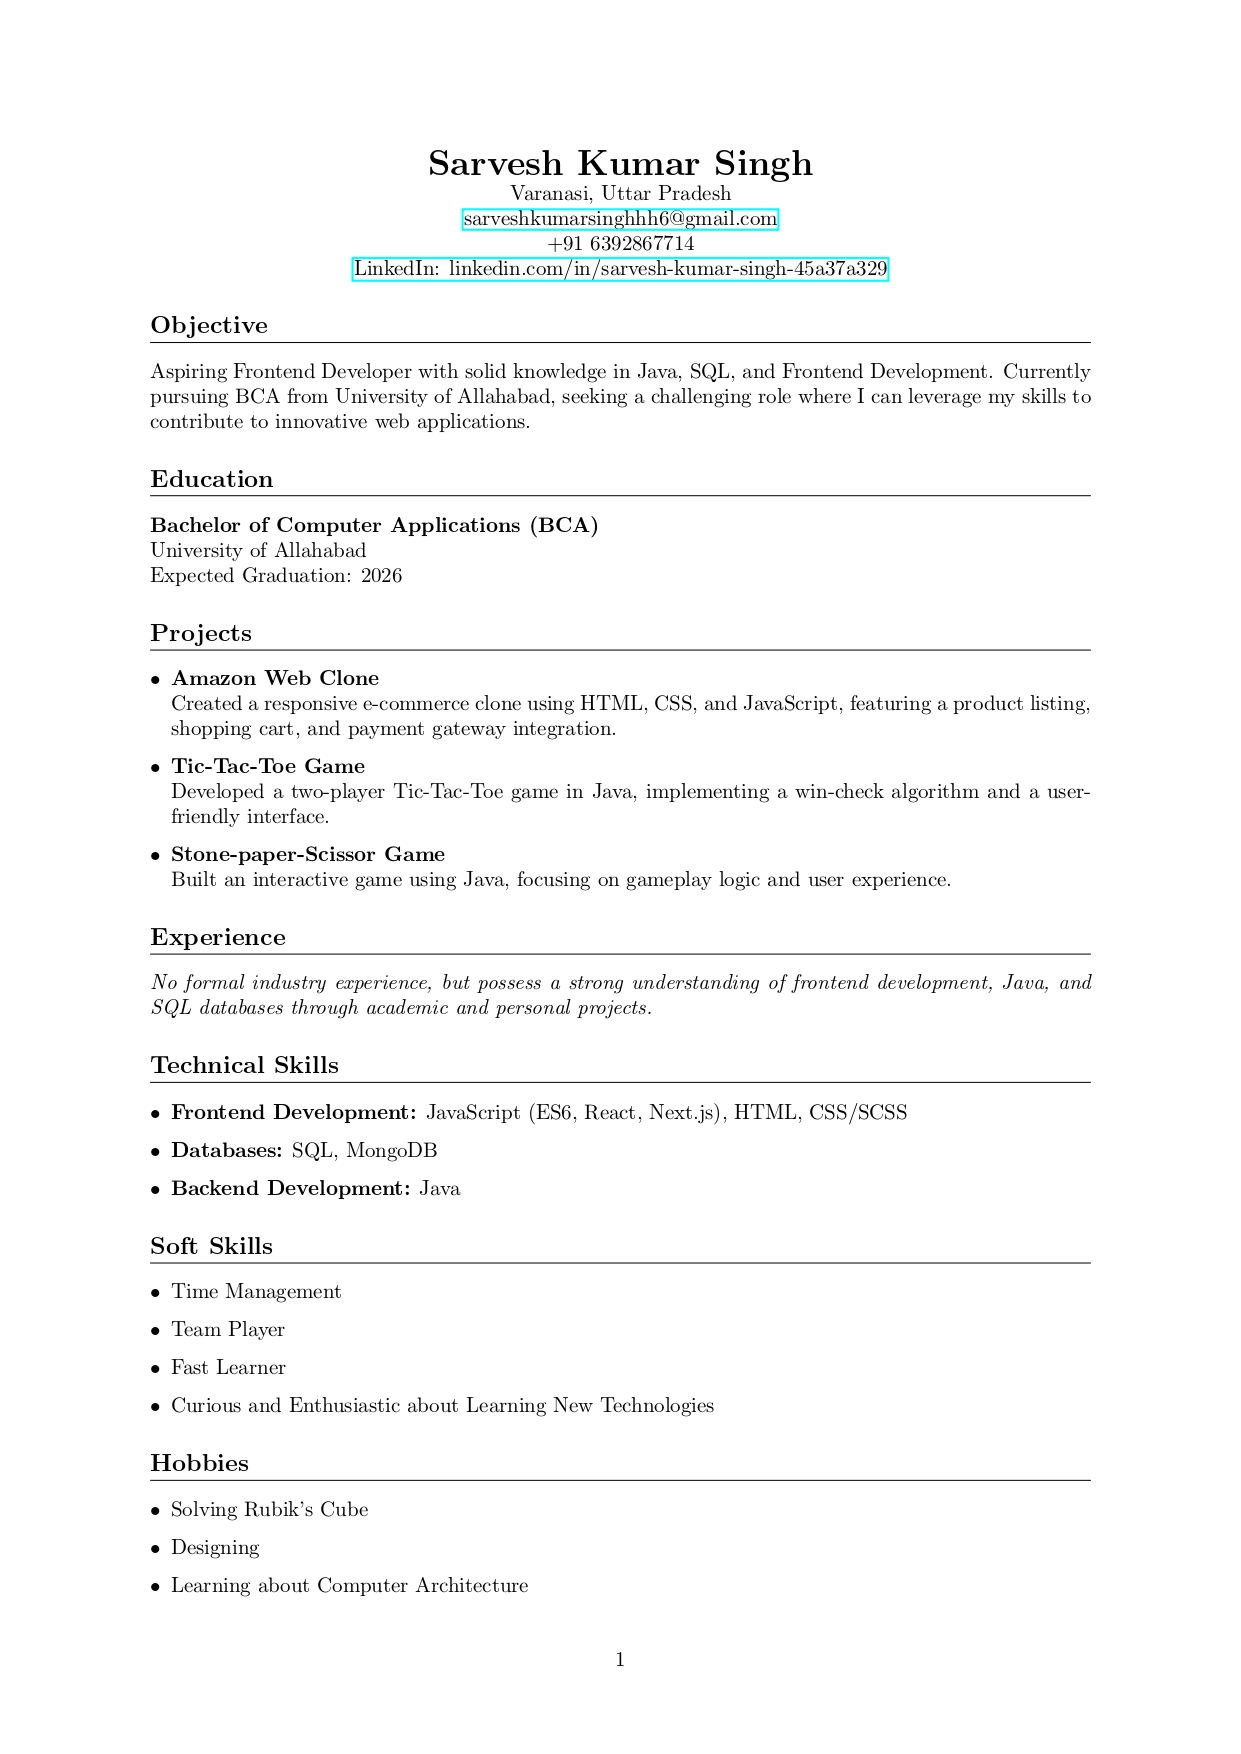 Sarvesh Kumar Singh
Varanasi, Uttar Pradesh
sarveshkumarsinghhh6@gmail.com
+91 6392867714
LinkedIn: linkedin.com/in/sarvesh-kumar-singh-45a37a329
Objective
Aspiring Frontend Developer with solid knowledge in Java, SQL, and Frontend Development. Currently
pursuing BCA from University of Allahabad, seeking a challenging role where I can leverage my skills to
contribute to innovative web applications.
Education
Bachelor of Computer Applications (BCA)
University of Allahabad
Expected Graduation: 2026
Projects
• Amazon Web Clone
Created a responsive e-commerce clone using HTML, CSS, and JavaScript, featuring a product listing,
shopping cart, and payment gateway integration.
• Tic-Tac-Toe Game
Developed a two-player Tic-Tac-Toe game in Java, implementing a win-check algorithm and a user-
friendly interface.
• Stone-paper-Scissor Game
Built an interactive game using Java, focusing on gameplay logic and user experience.
Experience
No formal industry experience, but possess a strong understanding of frontend development, Java, and
SQL databases through academic and personal projects.
Technical Skills
• Frontend Development: JavaScript (ES6, React, Next.js), HTML, CSS/SCSS
• Databases: SQL, MongoDB
• Backend Development: Java
Soft Skills
• Time Management
• Team Player
• Fast Learner
• Curious and Enthusiastic about Learning New Technologies
Hobbies
• Solving Rubik's Cube
• Designing
• Learning about Computer Architecture
1